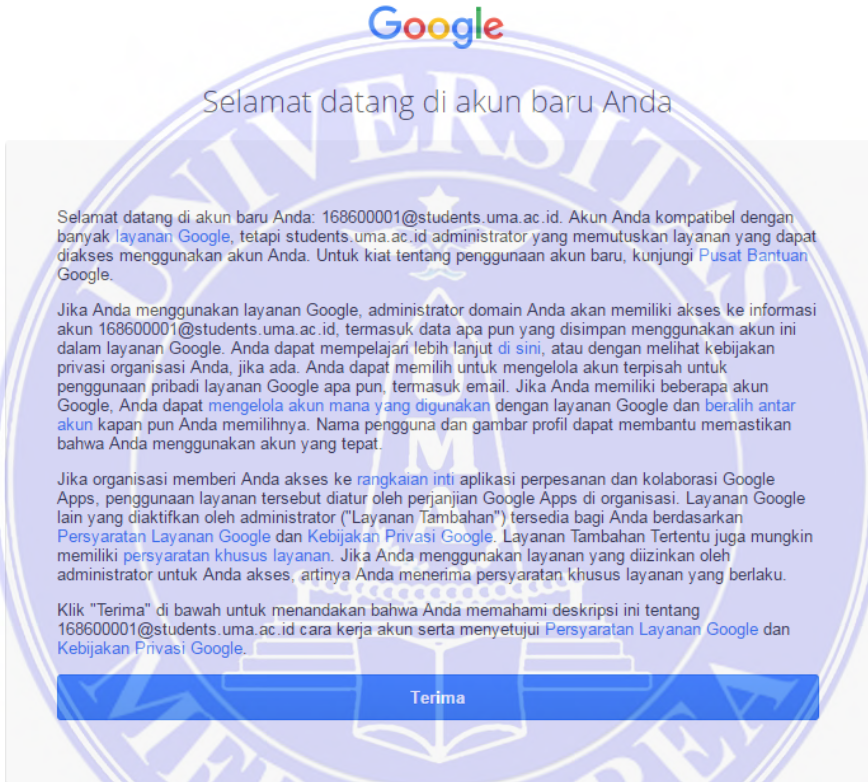 Google
Selamat datang di akun baru Anda
Selamat datang di akun baru Anda: 168600001@students.uma.ac.id. Akun Anda kompatibel dengan
banyak layanan Google, tetapi students.uma.ac.id administrator yang memutuskan layanan yang dapat
diakses menggunakan akun Anda. Untuk kiat tentang penggunaan akun baru, kunjungi Pusat Bantuan
Google.
Jika Anda menggunakan layanan Google, administrator domain Anda akan memiliki akses ke informasi
akun 168600001@students.uma.ac.id, termasuk data apa pun yang disimpan menggunakan akun ini
dalam layanan Google. Anda dapat mempelajari lebih lanjut di sini, atau dengan melihat kebijakan
privasi organisasi Anda, jika ada. Anda dapat memilih untuk mengelola akun terpisah untuk
penggunaan pribadi layanan Google apa pun, termasuk email. Jika Anda memiliki beberapa akun
Google, Anda dapat mengelola akun mana yang digunakan dengan layanan Google dan beralih antar
akun kapan pun Anda memilihnya. Nama pengguna dan gambar profil dapat membantu memastikan
bahwa Anda menggunakan akun yang tepat.
Jika organisasi memberi Anda akses ke rangkaian inti aplikasi perpesanan dan kolaborasi Google
Apps, penggunaan layanan tersebut diatur oleh perjanjian Google Apps di organisasi. Layanan Google
lain yang diaktifkan oleh administrator ("Layanan Tambahan") tersedia bagi Anda berdasarkan
Persyaratan Layanan Google dan Kebijakan Privasi Google. Layanan Tambahan Tertentu juga mungkin
memiliki persyaratan khusus layanan. Jika Anda menggunakan layanan yang diizinkan oleh
administrator untuk Anda akses, artinya Anda menerima persyaratan khusus layanan yang berlaku.
Klik "Terima" di bawah untuk menandakan bahwa Anda memahami deskripsi ini tentang
168600001@students.uma.ac.id cara kerja akun serta menyetujui Persyaratan Layanan Google dan
Kebijakan Privasi Google.
Terima
UNIVERSITAS
UMA